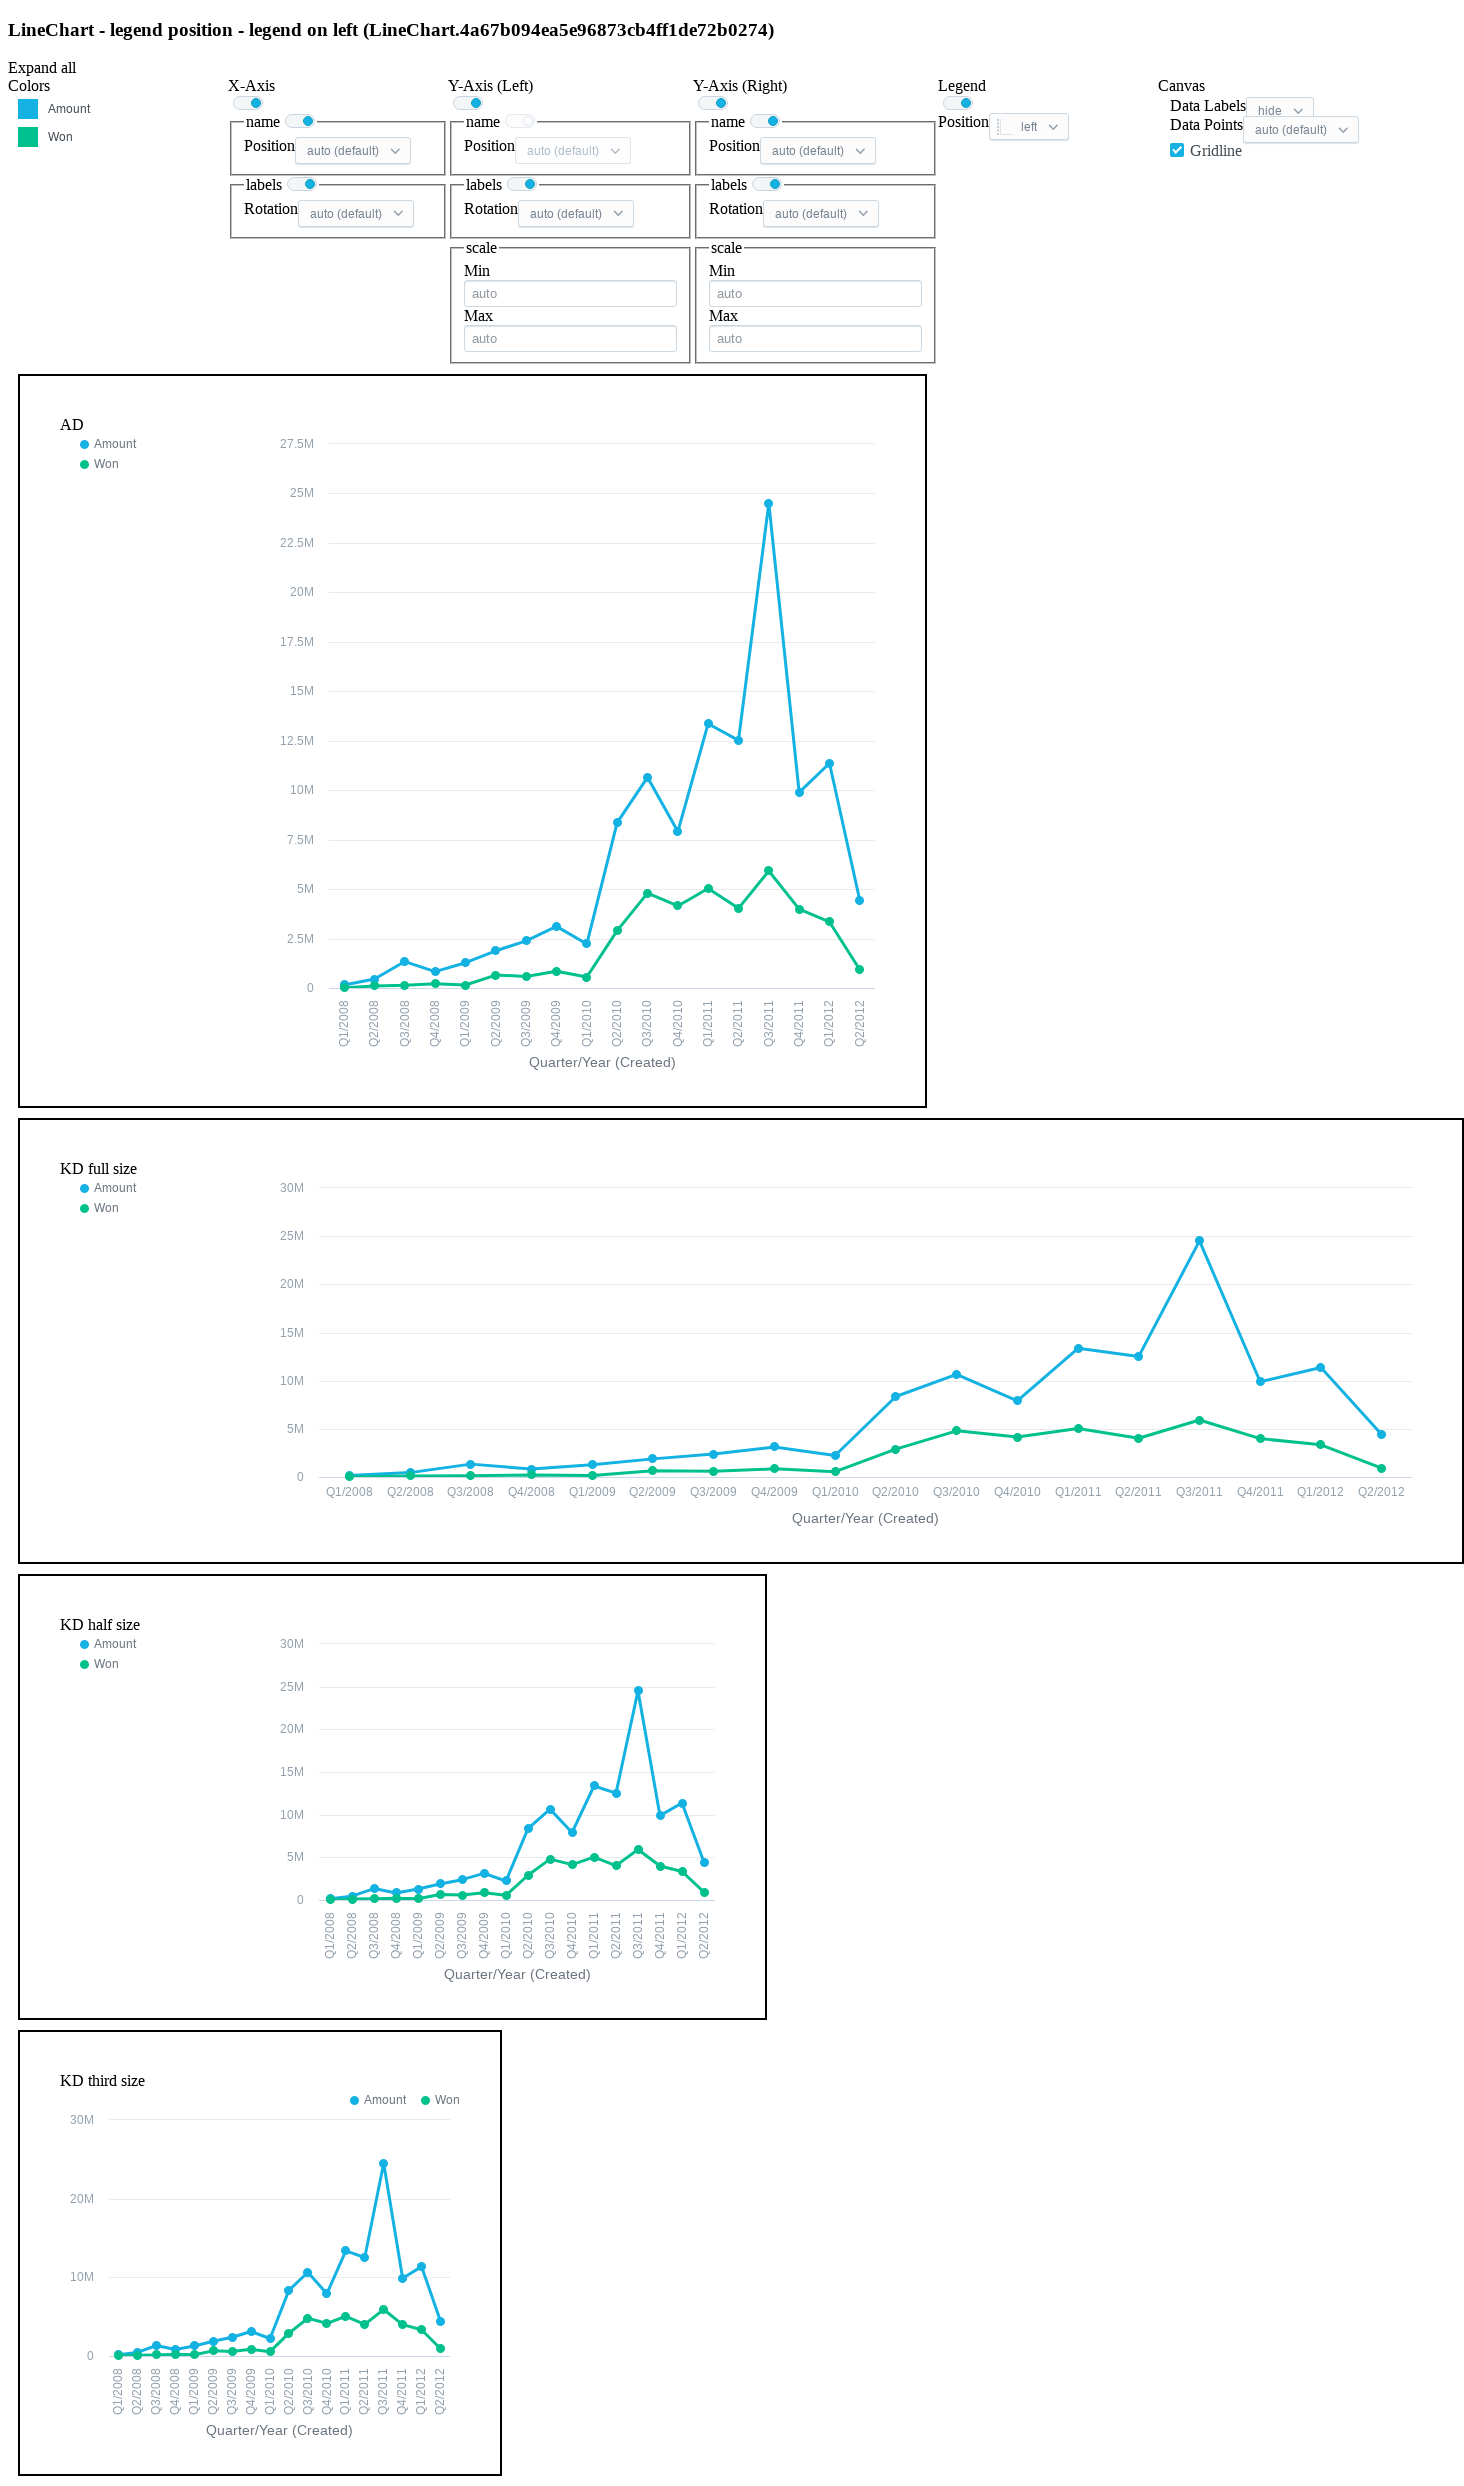 LineChart - legend position - legend on left (LineChart.4a67b094ea5e96873cb4ff1de72b0274)
Expand all
Colors
Amount
Won
X-Axis
name
Position auto (default)
labels
Rotation auto (default)
Y-Axis (Left)
name
Position auto (default)
labels
Rotation auto (default)
scale
Min
auto
Max
auto
Y-Axis (Right)
name
Position auto (default)
labels
Rotation auto (default)
scale
Min
auto
Max
auto
Legend
Position left
Canvas
Data Labels hide
Data Points auto (default)
Gridline
AD
Amount
Won
27.5M
25M
22.5M
20M
17.5M
15M
12.5M
10M
7.5M
5M
2.5M
0
Q1/2008 Q2/2008 Q3/2008 Q4/2008 Q1/2009 Q2/2009 Q3/2009 Q4/2009 Q1/2010 Q2/2010 Q3/2010 Q4/2010 Q1/2011 Q2/2011 Q3/2011 Q4/2011 Q1/2012 Q2/2012
Quarter/Year (Created)
KD full size
Amount
Won
30M
25M
20M
15M
10M
5M
0
Q1/2008 Q2/2008 Q3/2008 Q4/2008 Q1/2009 Q2/2009 Q3/2009 Q4/2009 Q1/2010 Q2/2010 Q3/2010 Q4/2010 Q1/2011 Q2/2011 Q3/2011 Q4/2011 Q1/2012 Q2/2012
Quarter/Year (Created)
KD half size
Amount
Won
30M
25M
20M
15M
10M
5M
0
Q1/2008 Q2/2008 Q3/2008 Q4/2008 Q1/2009 Q2/2009 Q3/2009 Q4/2009 Q1/2010 Q2/2010 Q3/2010 Q4/2010 Q1/2011 Q2/2011 Q3/2011 Q4/2011 Q1/2012 Q2/2012
Quarter/Year (Created)
KD third size
Amount Won
30M
20M
10M
0
Q1/2008 Q2/2008 Q3/2008 Q4/2008 Q1/2009 Q2/2009 Q3/2009 Q4/2009 Q1/2010 Q2/2010 Q3/2010 Q4/2010 Q1/2011 Q2/2011 Q3/2011 Q4/2011 Q1/2012 Q2/2012
Quarter/Year (Created)